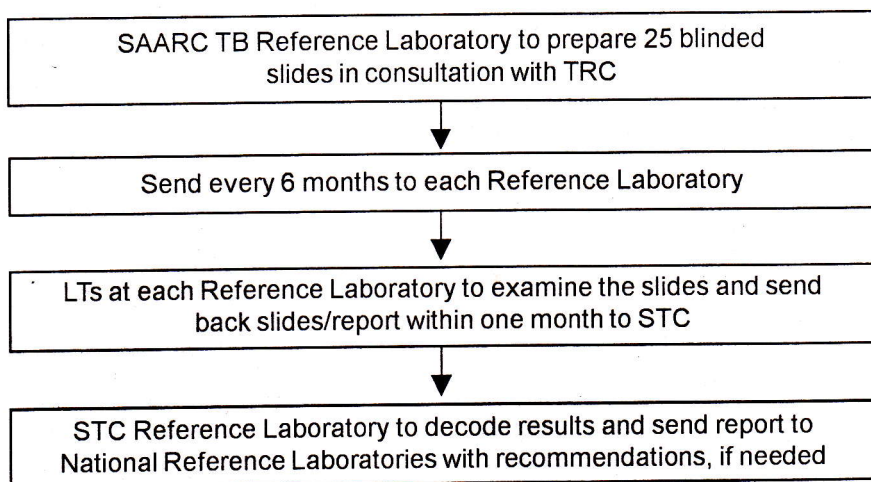 SAARC TB Reference Laboratory to prepare 25 blinded
slides in consultation with TRC
Send every 6 months to each Reference Laboratory
LTs at each Reference Laboratory to examine the slides and send
back slides/report within one month to STC
STC Reference Laboratory to decode results and send report to
National Reference Laboratories with recommendations, if needed